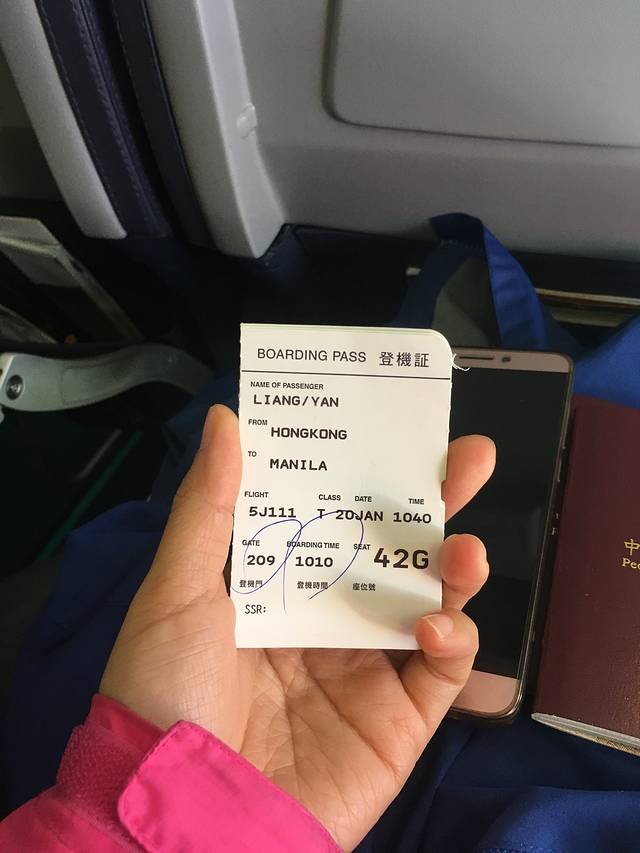 BOARDING PASS 登機証
NAME OF PASSENGER
LIANG/YAN
FROM HONGKONG
TO MANILA
FLIGHT CLASS DATE TIME
5J111 T 20JAN 1040
GATE BOARDING TIME SEAT
209 1010 42G
登機門 登機時間 座位號
SSR:
中
Peo